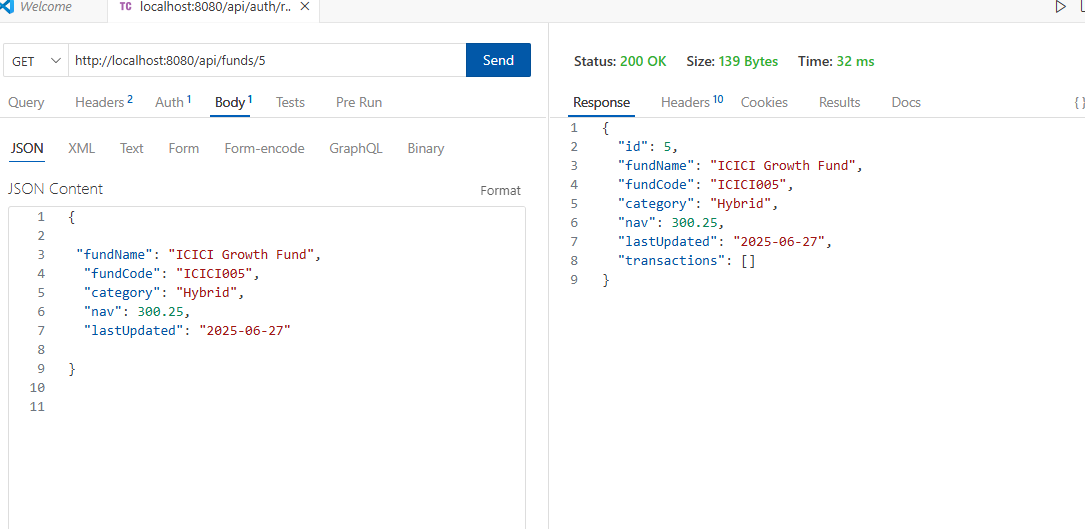 Welcome
TC localhost:8080/api/auth/r..
GET http://localhost:8080/api/funds/5 Send
Query Headers 2 Auth 1 Body 1 Tests Pre Run
JSON XML Text Form Form-encode GraphQL Binary
JSON Content Format
1 {
2
3 "fundName": "ICICI Growth Fund",
4 "fundCode": "ICICI005",
5 "category": "Hybrid",
6 "nav": 300.25,
7 "lastUpdated": "2025-06-27"
8
9 }
10
11
Status: 200 OK Size: 139 Bytes Time: 32 ms
Response Headers 10 Cookies Results Docs {}
1 {
2 "id": 5,
3 "fundName": "ICICI Growth Fund",
4 "fundCode": "ICICI005",
5 "category": "Hybrid",
6 "nav": 300.25,
7 "lastUpdated": "2025-06-27",
8 "transactions": []
9 }